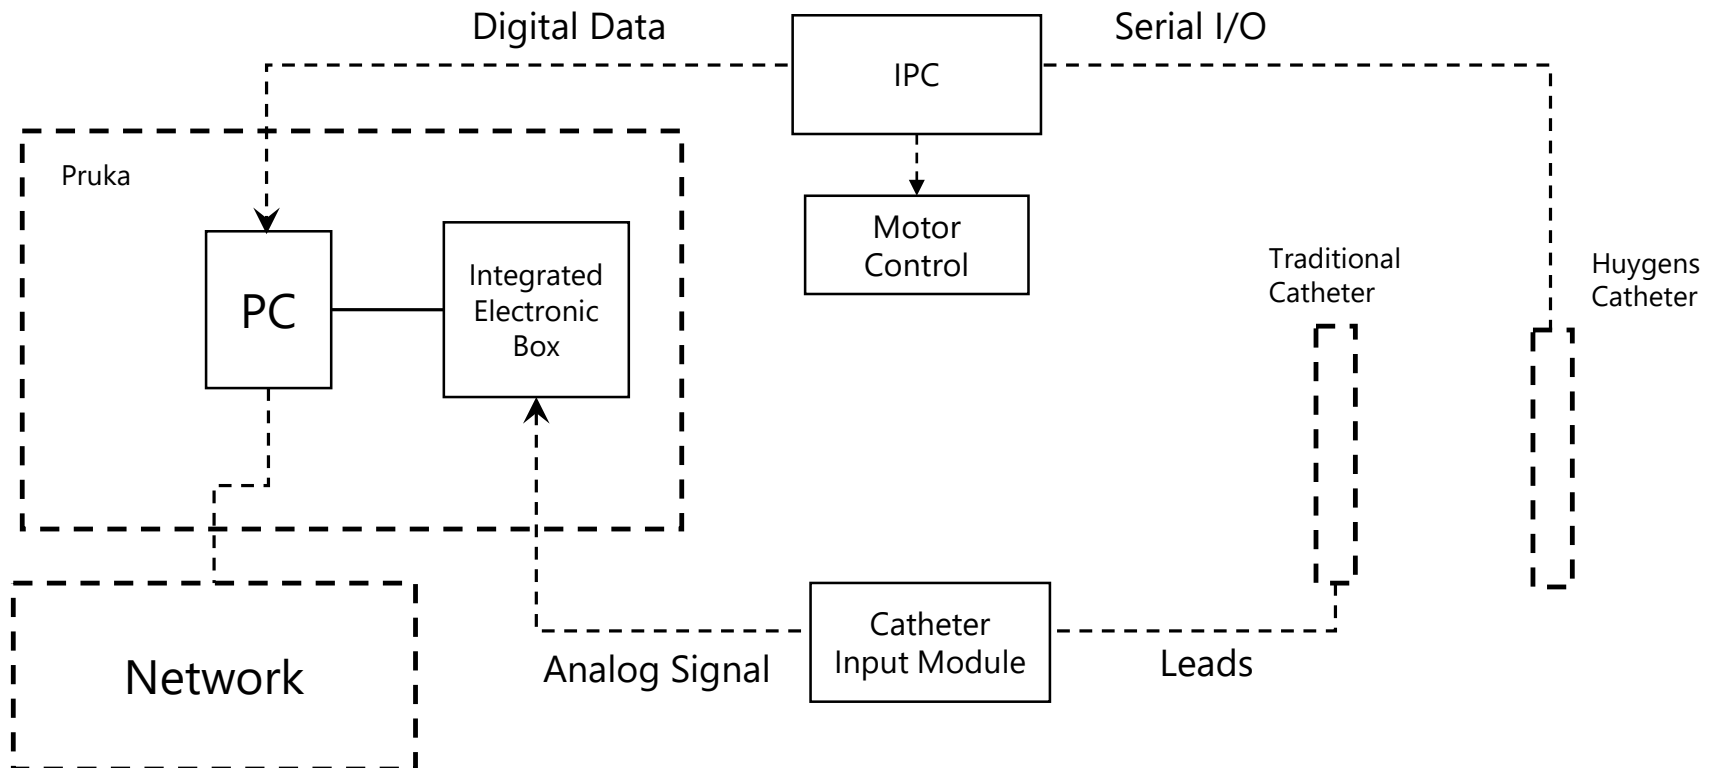 Digital Data
Serial I/O
IPC
Pruka
Motor
Control
PC
Integrated
Electronic
Box
Traditional
Catheter
Huygens
Catheter
Catheter
Input Module
Analog Signal
Leads
Network